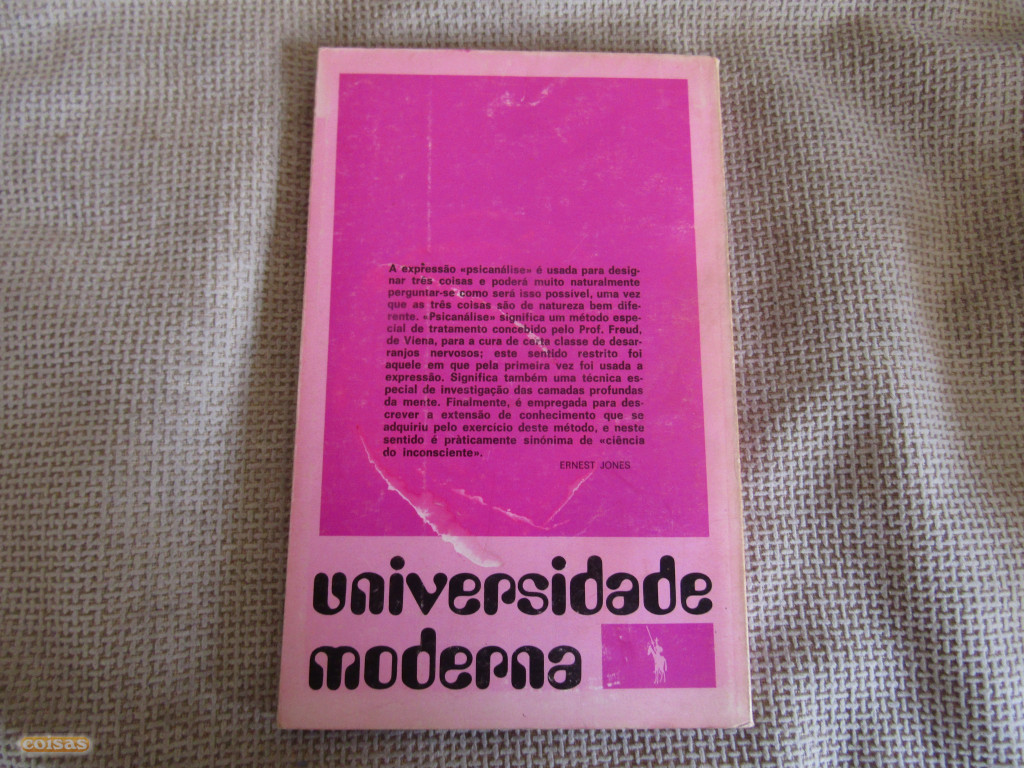 A expressão «psicanálise» é usada para desig-
nar três coisas e poderá muito naturalmente
perguntar-se como será isso possível, uma vez
que as três coisas são de natureza bem dife-
rente. «Psicanálise» significa um método espe-
cial de tratamento concebido pelo Prof. Freud,
de Viena, para a cura de certa classe de desar-
ranjos nervosos; este sentido restrito foi
aquele em que pela primeira vez foi usada a
expressão. Significa também uma técnica es-
pecial de investigação das camadas profundas
da mente. Finalmente, é empregada para des-
crever a extensão de conhecimento que se
adquiriu pelo exercício deste método, e neste
sentido é pràticamente sinónima de «ciência
do inconsciente».
ERNEST JONES
universidade
moderna
coisas